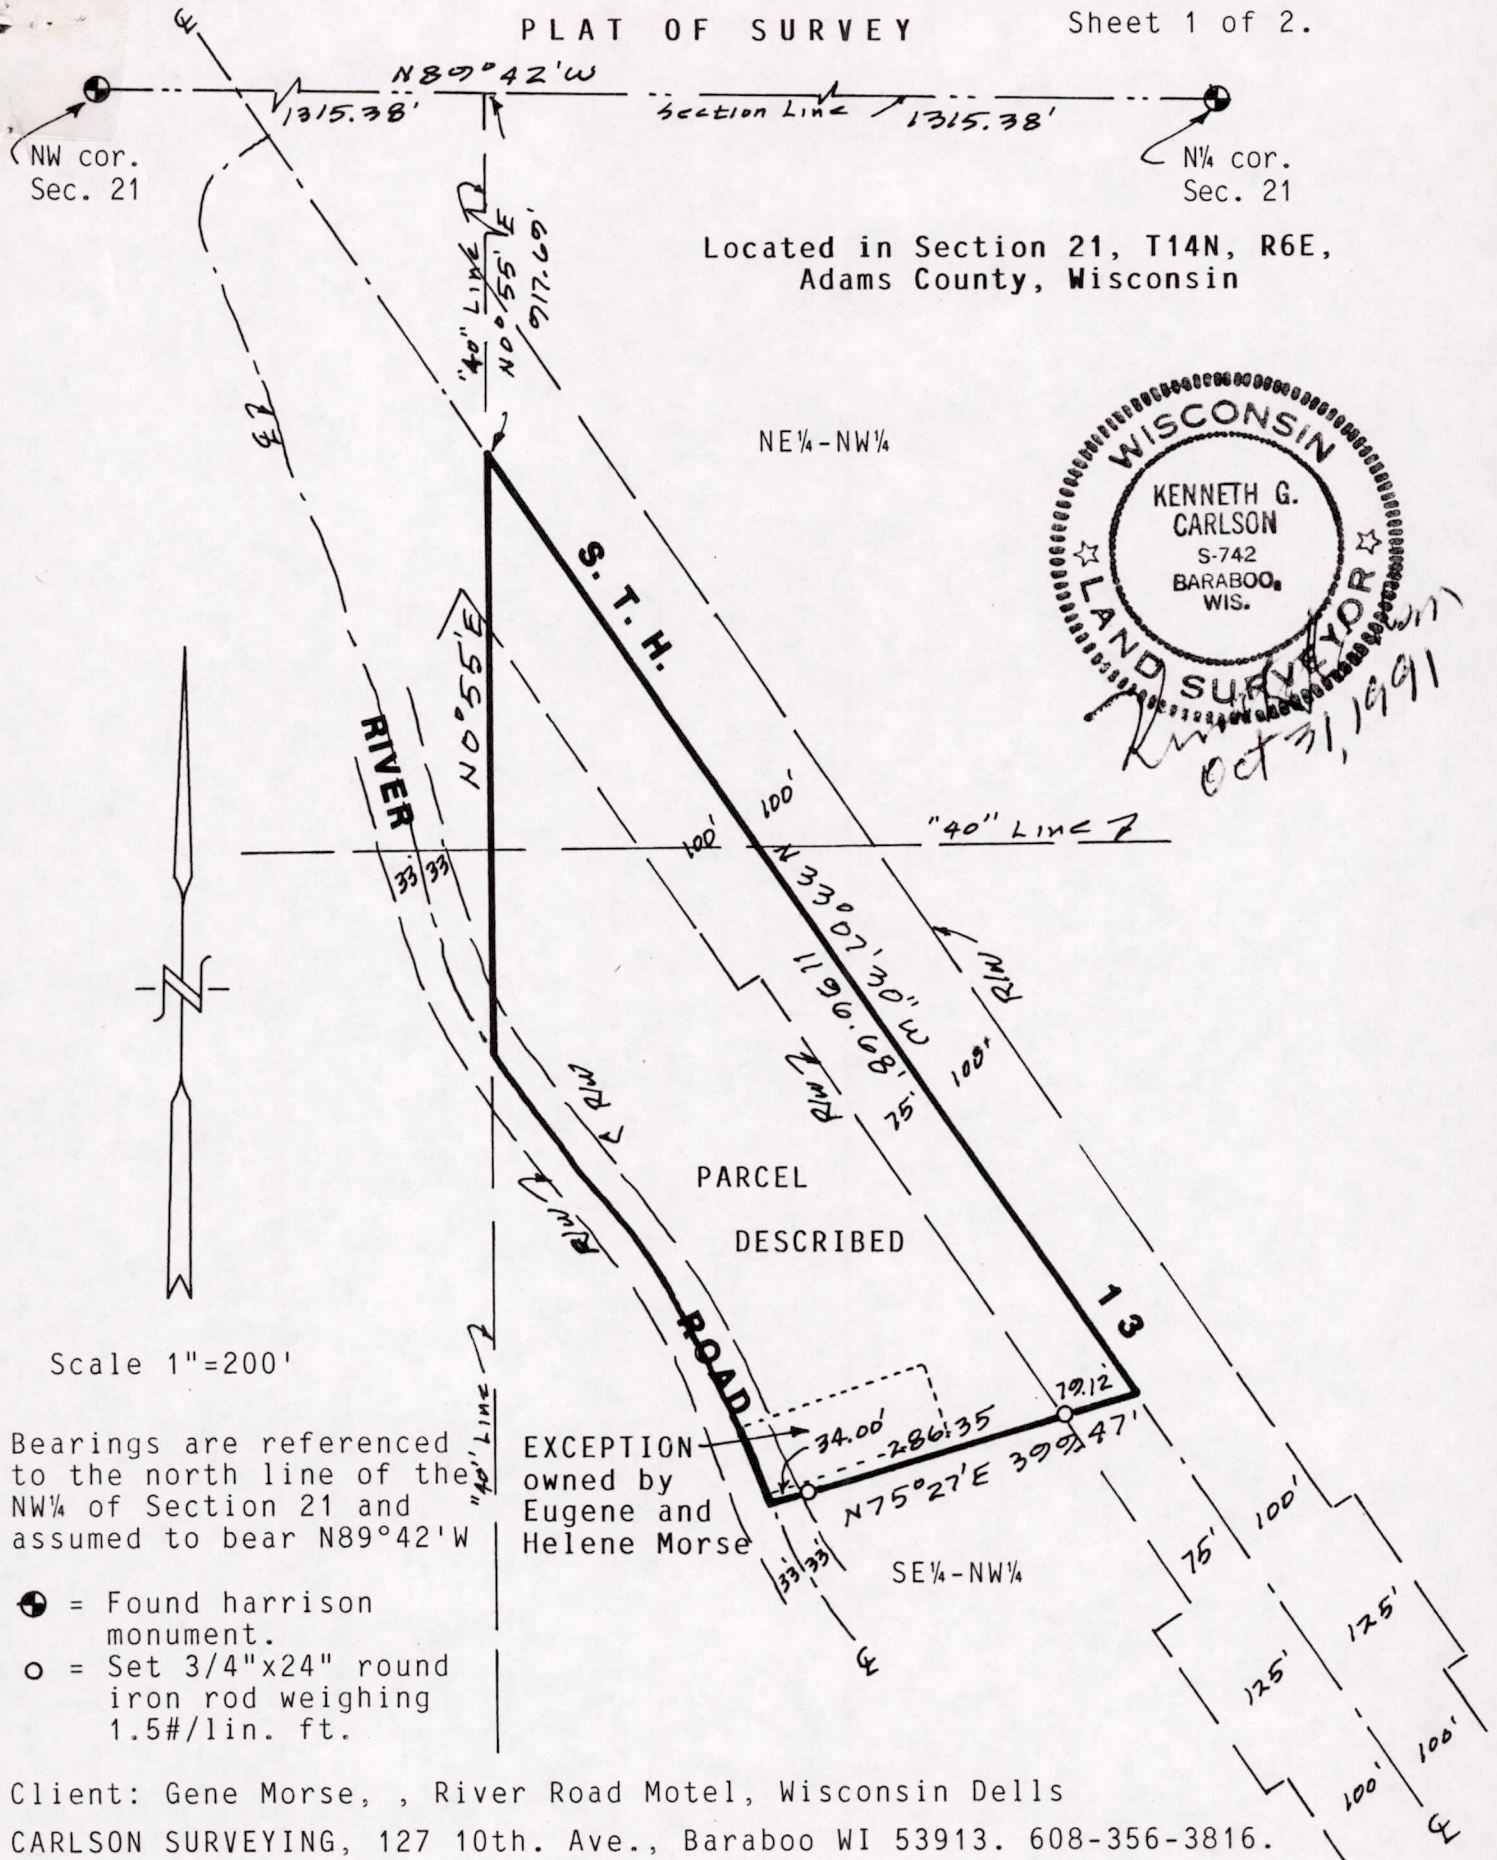 PLAT OF SURVEY
Sheet 1 of 2.
N89°42'W
1315.38'
Section Line
1315.38'
NW cor.
Sec. 21
N¼ cor.
Sec. 21
"40" Line
N0°55'E
917.69'
Located in Section 21, T14N, R6E,
Adams County, Wisconsin
NE¼-NW¼
WISCONSIN
KENNETH G.
CARLSON
S-742
BARABOO,
WIS.
LAND SURVEYOR
Oct 31, 1991
S. T. H.
N0°55'E
RIVER
100'
100'
"40" Line
33'
33'
N33°07'30"W
1196.68'
R/W
R/W
75'
100'
R/W
R/W
PARCEL
DESCRIBED
13
ROAD
Scale 1"=200'
"40" Line
79.12'
34.00'
286.35
N75°27'E 399.47'
Bearings are referenced
to the north line of the
NW¼ of Section 21 and
assumed to bear N89°42'W
"40" Line
EXCEPTION
owned by
Eugene and
Helene Morse
33'
33'
SE¼-NW¼
75'
100'
125'
125'
100'
100'
= Found harrison
monument.
= Set 3/4"x24" round
iron rod weighing
1.5#/lin. ft.
Client: Gene Morse, , River Road Motel, Wisconsin Dells
CARLSON SURVEYING, 127 10th. Ave., Baraboo WI 53913. 608-356-3816.